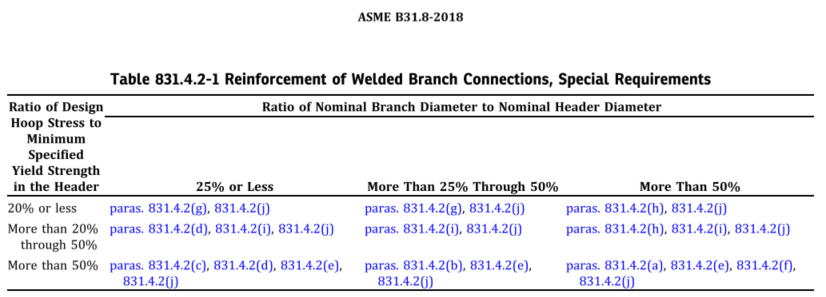 ASME B31.8-2018
Table 831.4.2-1 Reinforcement of Welded Branch Connections, Special Requirements
Ratio of Design Hoop Stress to Minimum Specified Yield Strength in the Header
Ratio of Nominal Branch Diameter to Nominal Header Diameter
25% or Less More Than 25% Through 50% More Than 50%
20% or less paras. 831.4.2(g), 831.4.2(j) paras. 831.4.2(g), 831.4.2(j) paras. 831.4.2(h), 831.4.2(j)
More than 20% paras. 831.4.2(d), 831.4.2(i), 831.4.2(j) paras. 831.4.2(i), 831.4.2(j) paras. 831.4.2(h), 831.4.2(i), 831.4.2(j)
through 50%
More than 50% paras. 831.4.2(c), 831.4.2(d), 831.4.2(e), paras. 831.4.2(b), 831.4.2(e), paras. 831.4.2(a), 831.4.2(e), 831.4.2(f),
831.4.2(j) 831.4.2(j) 831.4.2(j)